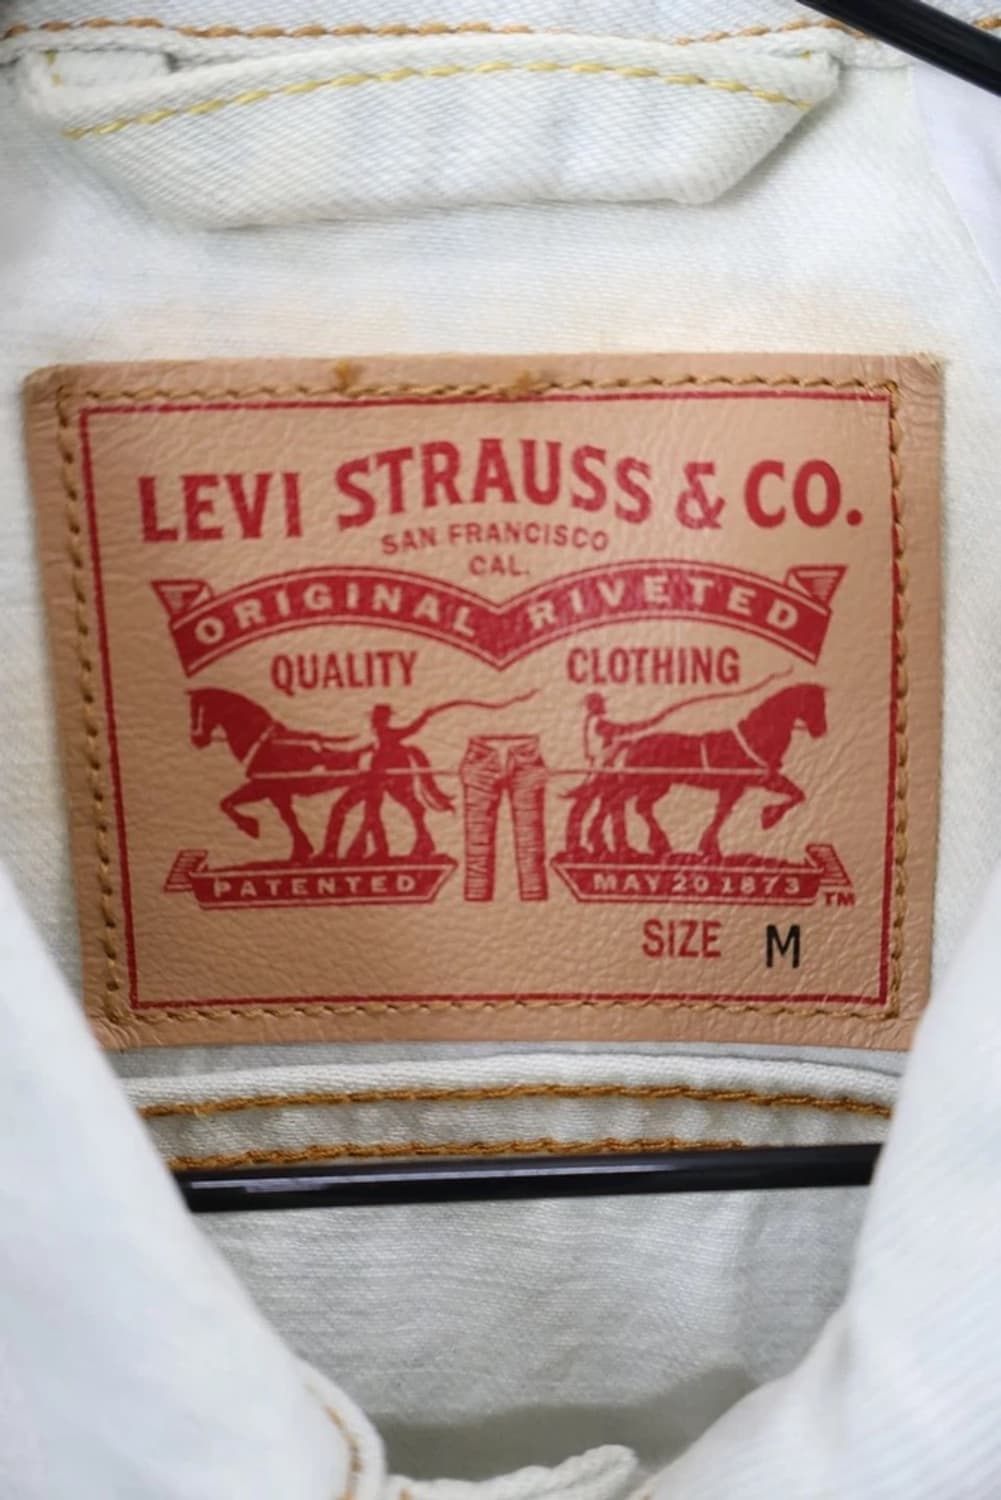 LEVI STRAUSS & CO.
SAN FRANCISCO
CAL.
ORIGINAL RIVETED
QUALITY CLOTHING
PATENTED MAY 20 1873 TM
SIZE M